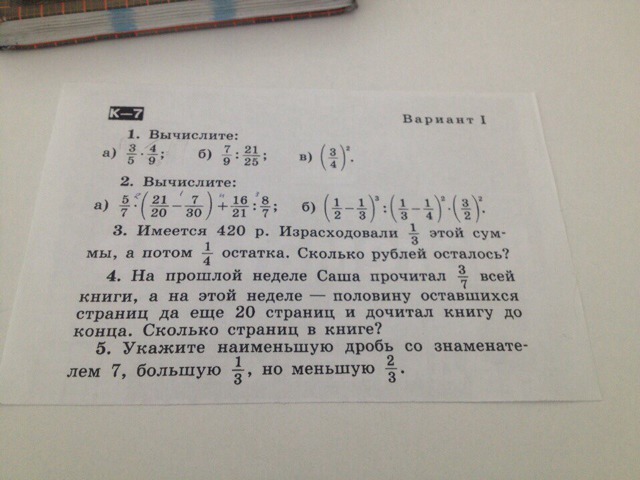 К—7
Вариант I
1. Вычислите:
а) 3/5 · 4/9; б) 7/9 : 21/25; в) (3/4)².
2. Вычислите:
а) 5/7 · (21/20 − 7/30) + 16/21 : 8/7; б) (1/2 − 1/3)³ : (1/3 − 1/4)² · (3/2)².
3. Имеется 420 р. Израсходовали 1/3 этой сум-
мы, а потом 1/4 остатка. Сколько рублей осталось?
4. На прошлой неделе Саша прочитал 3/7 всей
книги, а на этой неделе — половину оставшихся
страниц да еще 20 страниц и дочитал книгу до
конца. Сколько страниц в книге?
5. Укажите наименьшую дробь со знаменате-
лем 7, большую 1/3, но меньшую 2/3.